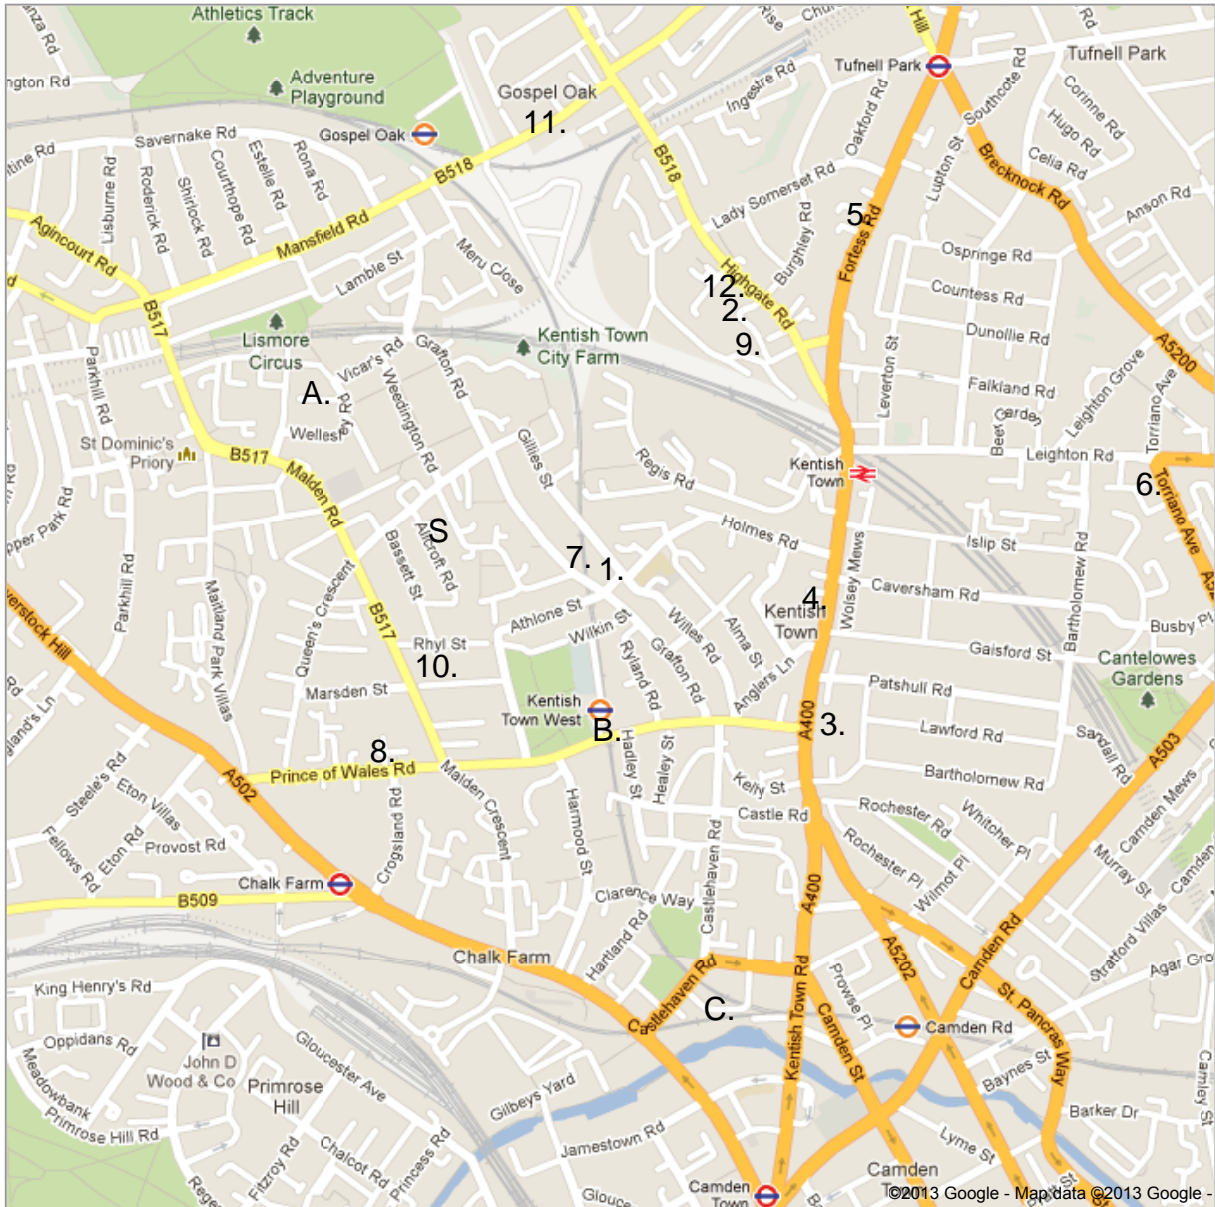 Athletics Track
Adventure
Playground
Gospel Oak
11.
Gospel Oak
Savernake Rd
Lisburne Rd
Roderick Rd
Shirlock Rd
Courthope Rd
Estelle Rd
Rona Rd
B518
Mansfield Rd
Agincourt Rd
Lamble St
Meru Close
B517
Lismore
Circus
Kentish Town
City Farm
Tufnell Park
Tufnell Park
Hill
Rise
Ingestre Rd
Oakford Rd
Southcote Rd
Corinne Rd
Hugo Rd
Celia Rd
Lupton St
Brecknock Rd
Anson Rd
B518
Lady Somerset Rd
Burghley Rd
5.
Fortess Rd
Ospringe Rd
Countess Rd
Dunollie Rd
Falkland Rd
Highgate Rd
12.
2.
9.
A5200
Leverton St
Leighton Grove
Torriano Ave
Leighton Rd
6.
Torriano Ave
Parkhill Rd
St Dominic's
Priory
A.
Vicar's Rd
Weedington Rd
Grafton Rd
Gillies St
B517
Malden Rd
Regis Rd
Kentish
Town
Holmes Rd
Islip St
S
Bassett St
Allcroft Rd
7.
1.
4.
Kentish
Town
Wolsey Mews
Caversham Rd
Bartholomew Rd
Busby Pl
Gaisford St
Cantelowes
Gardens
Parkhill Rd
Maitland Park Villas
Queen's Crescent
B517
Athlone St
Wilkin St
Rhyl St
10.
Marsden St
Ryland Rd
Grafton Rd
Willes Rd
Alma St
Anglers Ln
Patshull Rd
Lawford Rd
Sandall Rd
Bartholomew Rd
A503
Kentish
Town West
B.
A400
3.
8.
Prince of Wales Rd
A502
Malden Crescent
Hadley St
Healey St
Kelly St
Castle Rd
Steele's Rd
Eton Villas
Eton Rd
Fellows Rd
Provost Rd
Crogsland Rd
Harmood St
Castlehaven Rd
Rochester Rd
Rochester Pl
Whitcher Pl
Wilmot Pl
Camden Mews
Murray St
Stratford Villas
Chalk Farm
B509
Clarence Way
Hartland Rd
A400
A5202
Camden Rd
Chalk Farm
Castlehaven Rd
C.
Kentish Town Rd
Prowse Pl
Camden St
Camden Rd
St. Pancras Way
Baynes St
Barker Dr
Camley St
King Henry's Rd
Oppidans Rd
Meadowbank
Primrose Hill Rd
John D
Wood & Co
Primrose
Hill
Gloucester Ave
Fitzroy Rd
Chalcot Rd
Princess Rd
Gilbeys Yard
Jamestown Rd
Lyme St
Camden
Town
Camden
©2013 Google - Map data ©2013 Google -